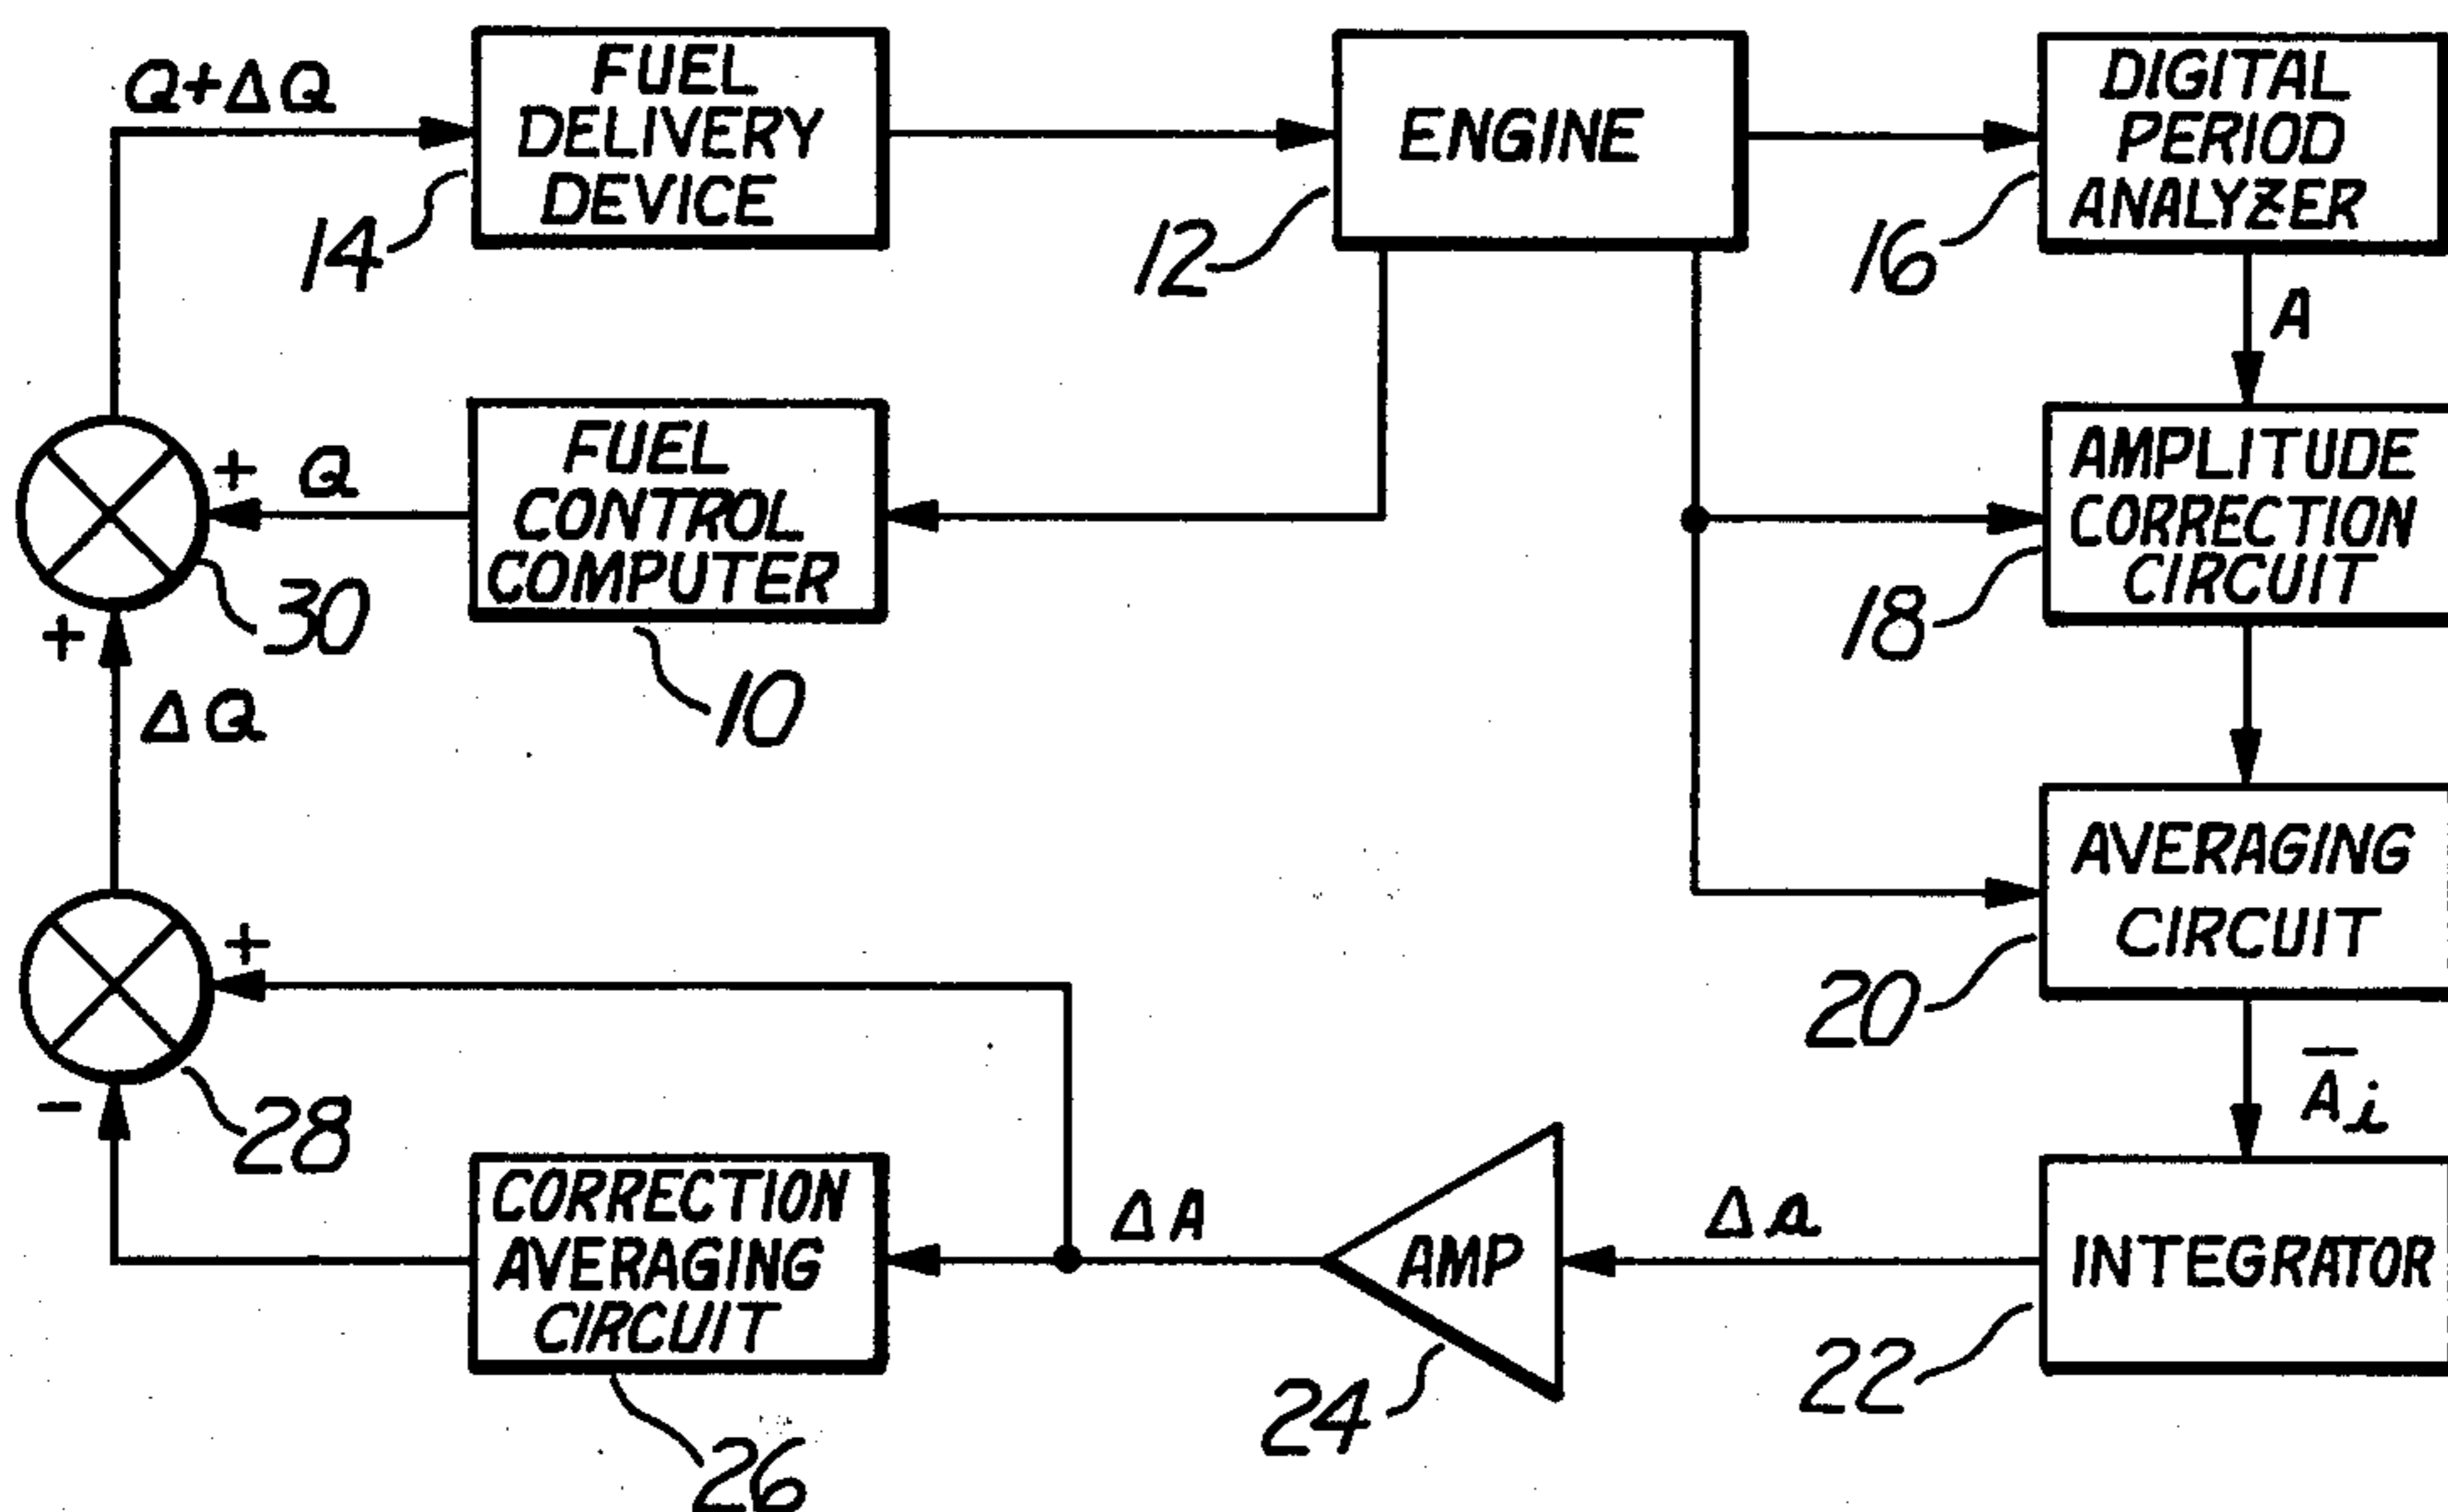 Q+ΔQ
FUEL
DELIVERY
DEVICE
14
ENGINE
12
DIGITAL
PERIOD
ANALYZER
16
A
+
Q
FUEL
CONTROL
COMPUTER
10
30
+
ΔQ
AMPLITUDE
CORRECTION
CIRCUIT
18
AVERAGING
CIRCUIT
20
A̅i
+
-
28
CORRECTION
AVERAGING
CIRCUIT
26
ΔA
AMP
24
Δa
INTEGRATOR
22